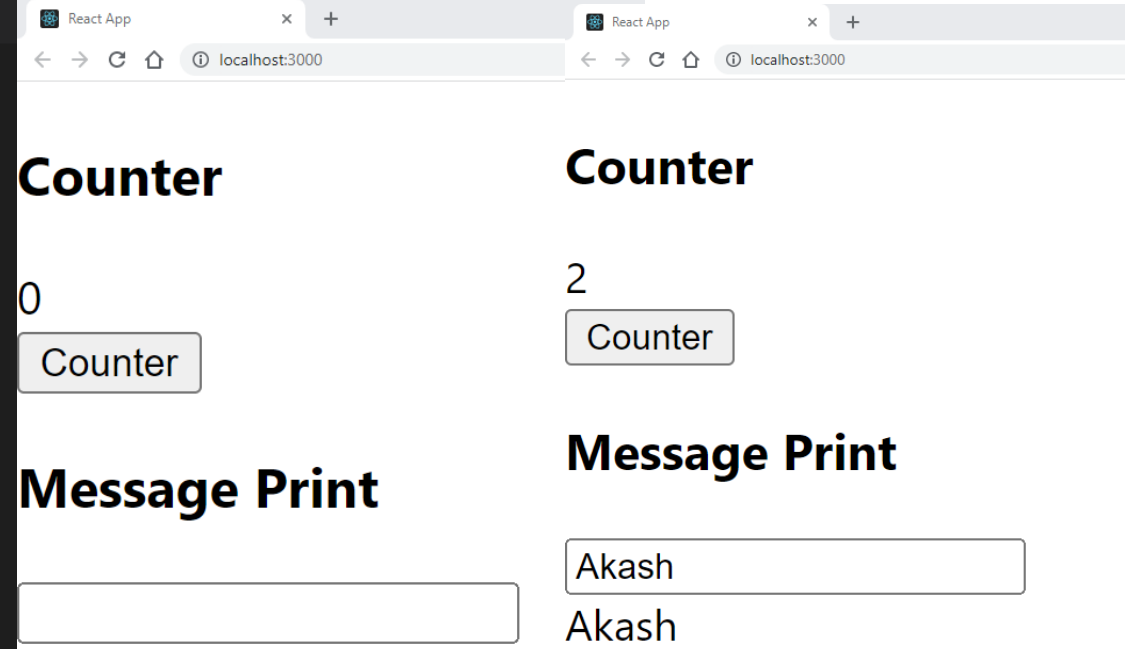 React App
localhost:3000
Counter
0
Counter
Message Print
React App
localhost:3000
Counter
2
Counter
Message Print
Akash
Akash